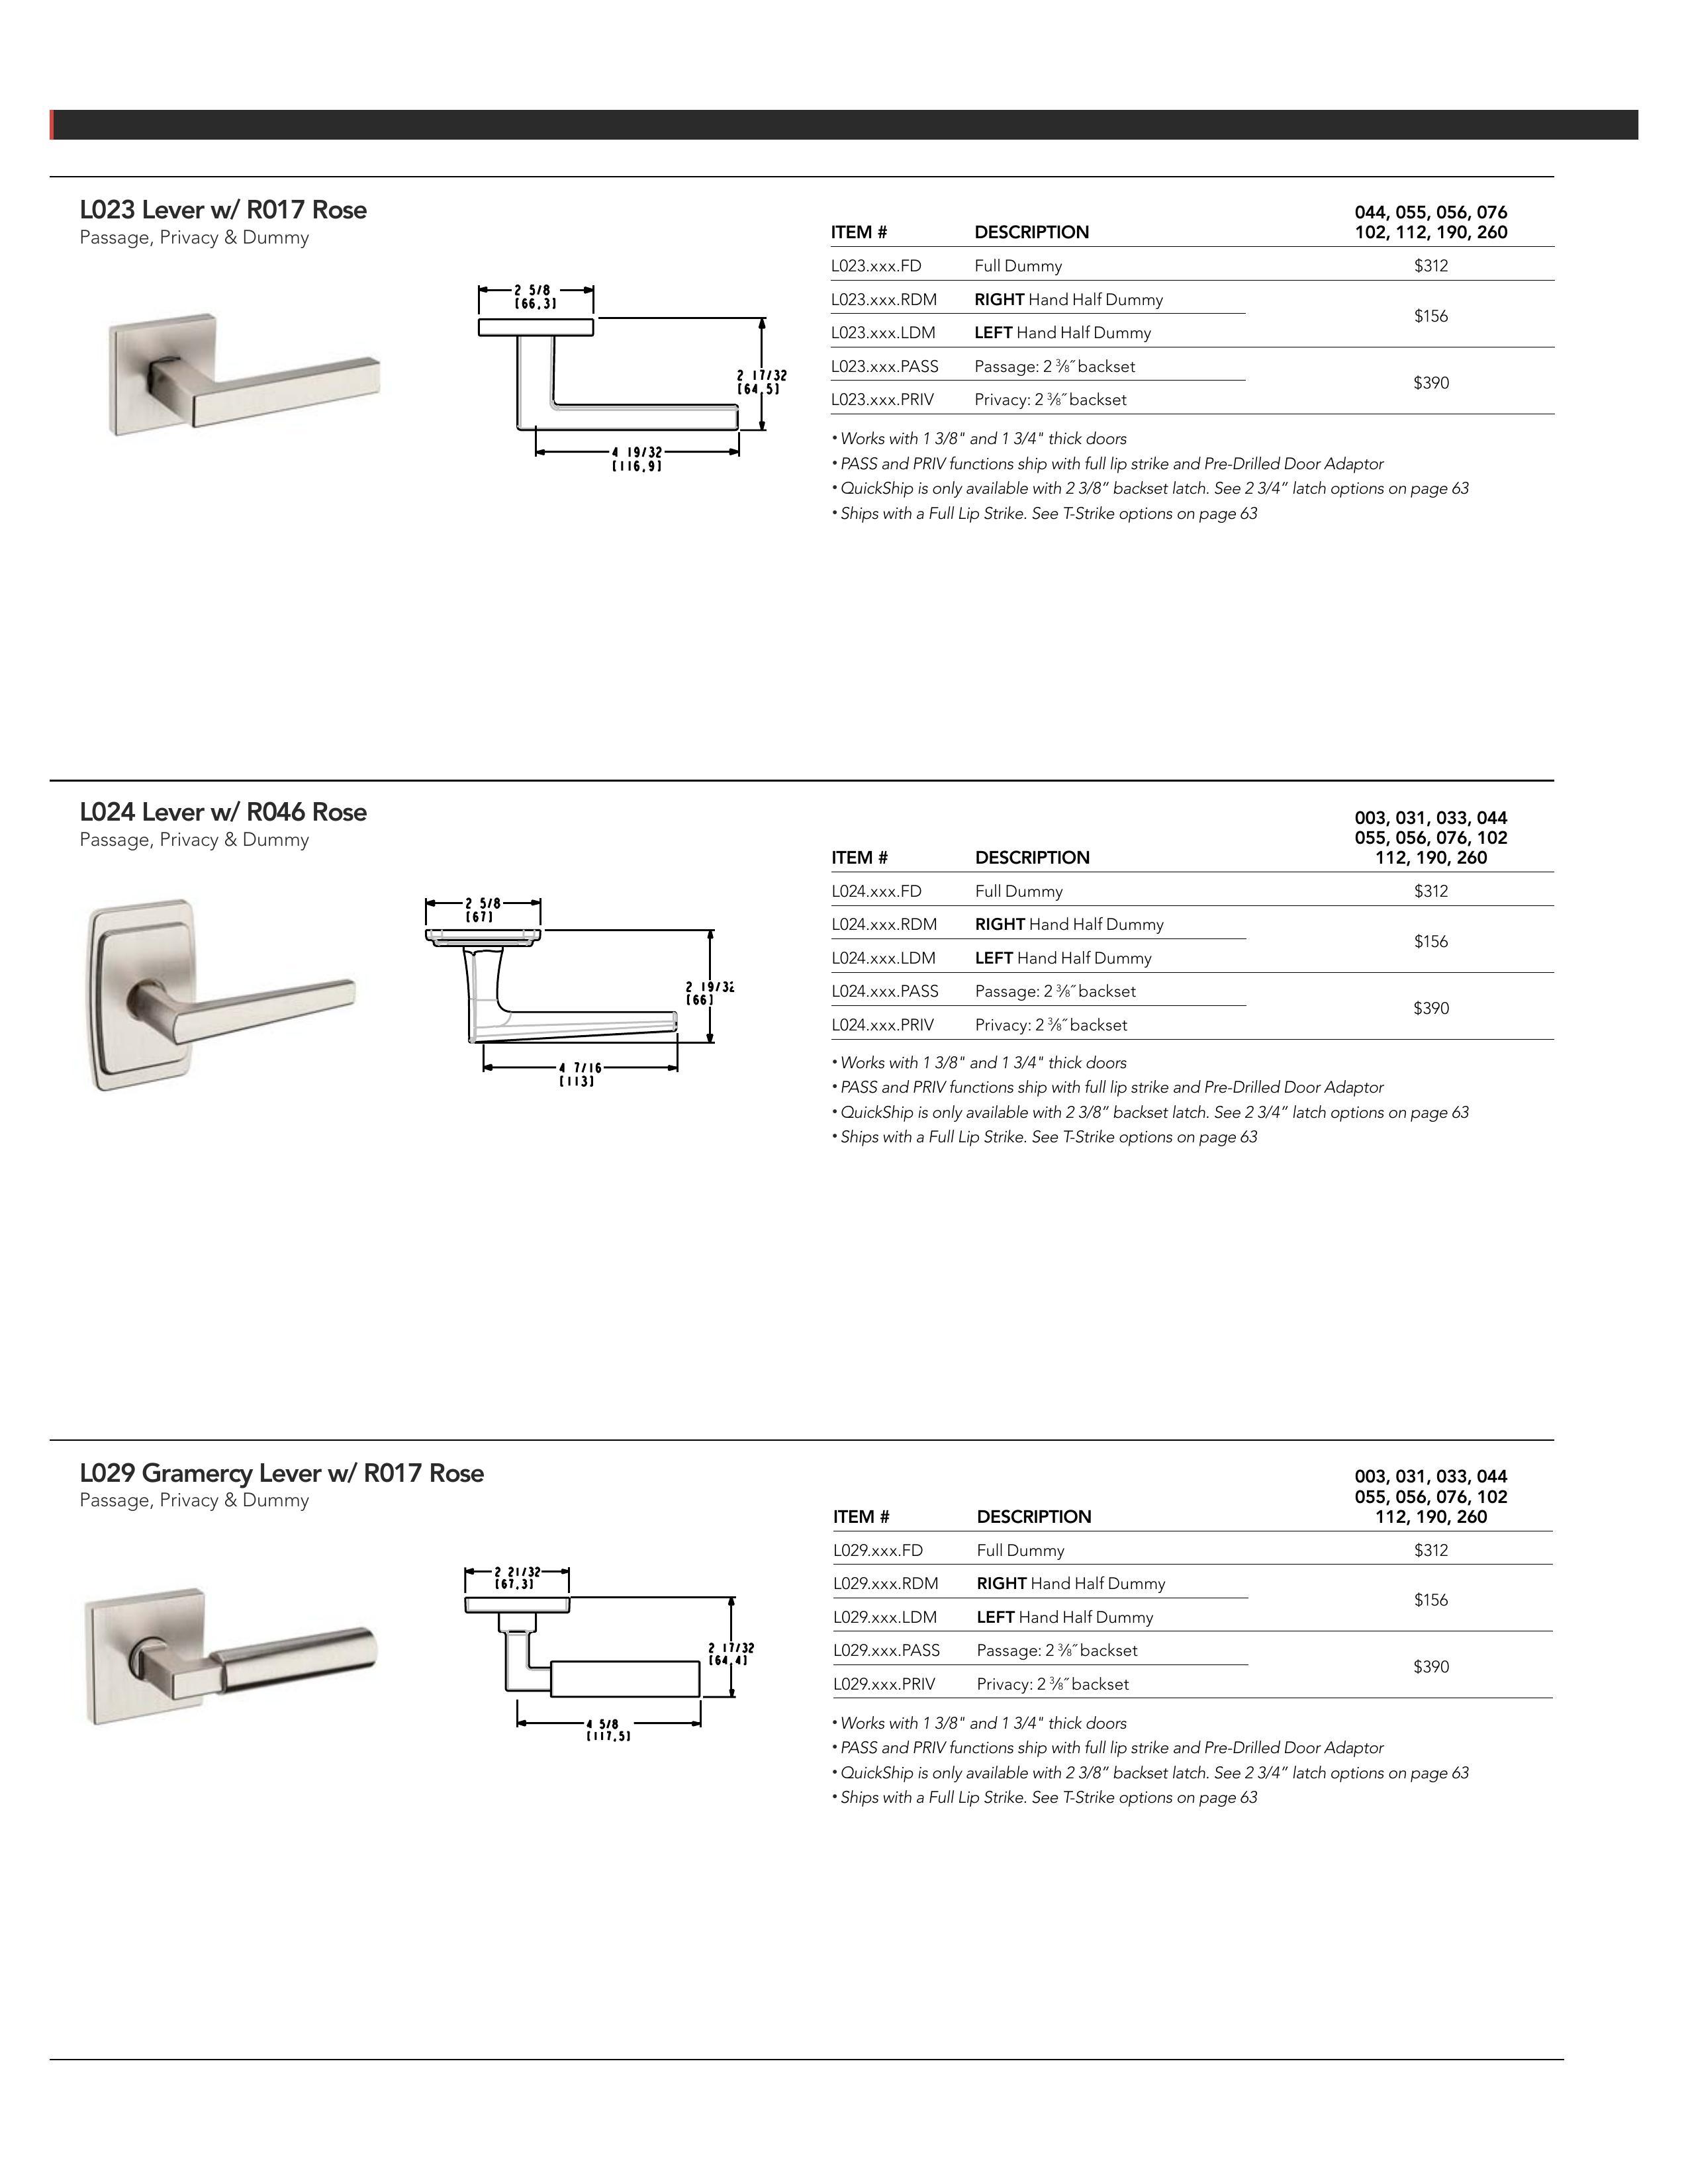 L023 Lever w/ R017 Rose
Passage, Privacy & Dummy
2 5/8
[66,3]
2 17/32
[64,5]
4 19/32
[116,9]
044, 055, 056, 076
ITEM # DESCRIPTION 102, 112, 190, 260
L023.xxx.FD Full Dummy $312
L023.xxx.RDM RIGHT Hand Half Dummy
$156
L023.xxx.LDM LEFT Hand Half Dummy
L023.xxx.PASS Passage: 2 ⅜˝ backset
$390
L023.xxx.PRIV Privacy: 2 ⅜˝ backset
• Works with 1 3/8" and 1 3/4" thick doors
• PASS and PRIV functions ship with full lip strike and Pre-Drilled Door Adaptor
• QuickShip is only available with 2 3/8” backset latch. See 2 3/4” latch options on page 63
• Ships with a Full Lip Strike. See T-Strike options on page 63
L024 Lever w/ R046 Rose
Passage, Privacy & Dummy
2 5/8
[67]
2 19/32
[66]
4 7/16
[113]
003, 031, 033, 044
055, 056, 076, 102
ITEM # DESCRIPTION 112, 190, 260
L024.xxx.FD Full Dummy $312
L024.xxx.RDM RIGHT Hand Half Dummy
$156
L024.xxx.LDM LEFT Hand Half Dummy
L024.xxx.PASS Passage: 2 ⅜˝ backset
$390
L024.xxx.PRIV Privacy: 2 ⅜˝ backset
• Works with 1 3/8" and 1 3/4" thick doors
• PASS and PRIV functions ship with full lip strike and Pre-Drilled Door Adaptor
• QuickShip is only available with 2 3/8” backset latch. See 2 3/4” latch options on page 63
• Ships with a Full Lip Strike. See T-Strike options on page 63
L029 Gramercy Lever w/ R017 Rose
Passage, Privacy & Dummy
2 21/32
[67,3]
2 17/32
[64,4]
4 5/8
[117,5]
003, 031, 033, 044
055, 056, 076, 102
ITEM # DESCRIPTION 112, 190, 260
L029.xxx.FD Full Dummy $312
L029.xxx.RDM RIGHT Hand Half Dummy
$156
L029.xxx.LDM LEFT Hand Half Dummy
L029.xxx.PASS Passage: 2 ⅜˝ backset
$390
L029.xxx.PRIV Privacy: 2 ⅜˝ backset
• Works with 1 3/8" and 1 3/4" thick doors
• PASS and PRIV functions ship with full lip strike and Pre-Drilled Door Adaptor
• QuickShip is only available with 2 3/8” backset latch. See 2 3/4” latch options on page 63
• Ships with a Full Lip Strike. See T-Strike options on page 63